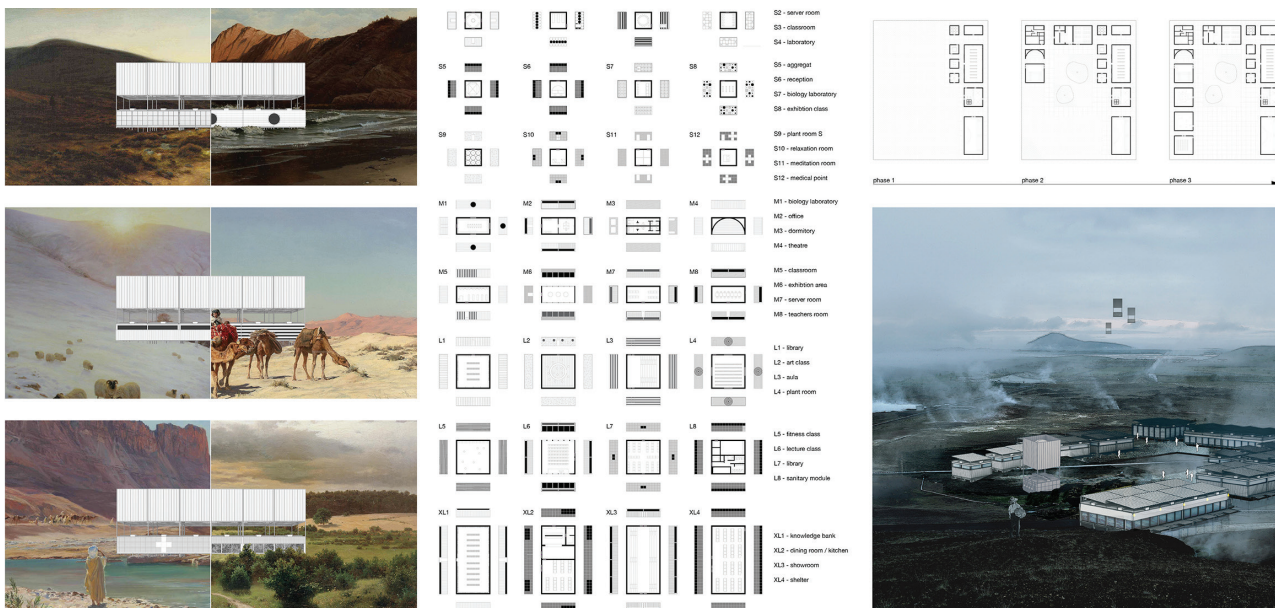 S2 - server room
S3 - classroom
S4 - laboratory
S5 S6 S7 S8
S5 - aggregat
S6 - reception
S7 - biology laboratory
S8 - exhibtion class
S9 S10 S11 S12
S9 - plant room S
S10 - relaxation room
S11 - meditation room
S12 - medical point
M1 M2 M3 M4
M1 - biology laboratory
M2 - office
M3 - dormitory
M4 - theatre
M5 M6 M7 M8
M5 - classroom
M6 - exhibtion area
M7 - server room
M8 - teachers room
L1 L2 L3 L4
L1 - library
L2 - art class
L3 - aula
L4 - plant room
L5 L6 L7 L8
L5 - fitness class
L6 - lecture class
L7 - library
L8 - sanitary module
XL1 XL2 XL3 XL4
XL1 - knowledge bank
XL2 - dining room / kitchen
XL3 - showroom
XL4 - shelter
phase 1
phase 2
phase 3